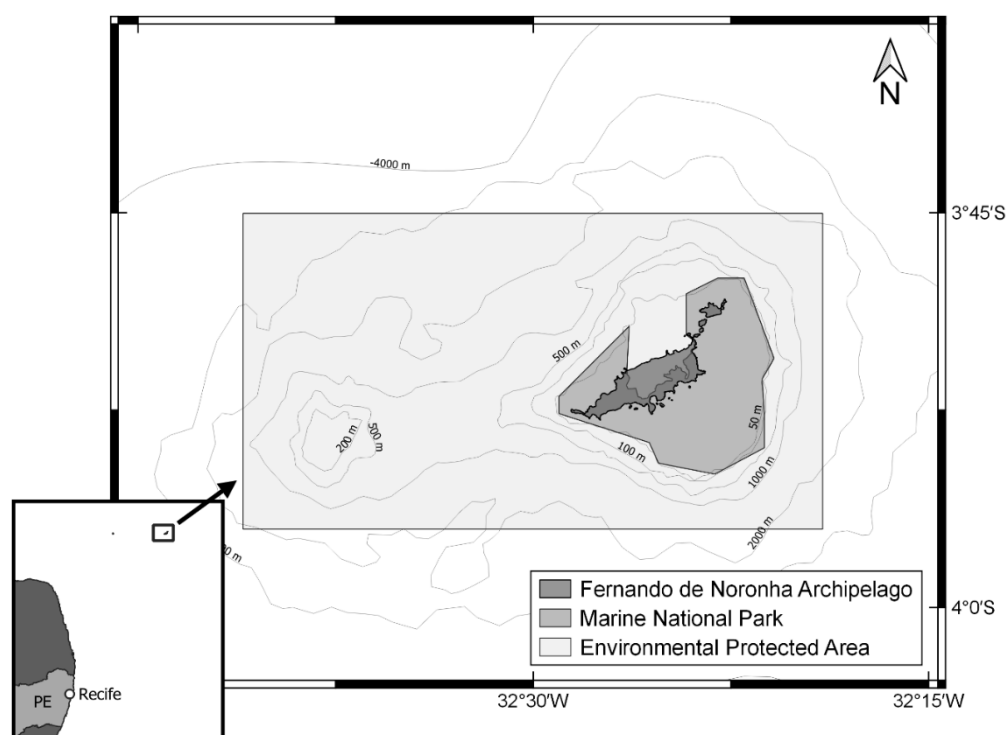 N
-4000 m
3°45'S
500 m
50 m
200 m
500 m
100 m
1000 m
2000 m
Fernando de Noronha Archipelago
Marine National Park
Environmental Protected Area
4°0'S
Recife
PE
32°30'W
32°15'W